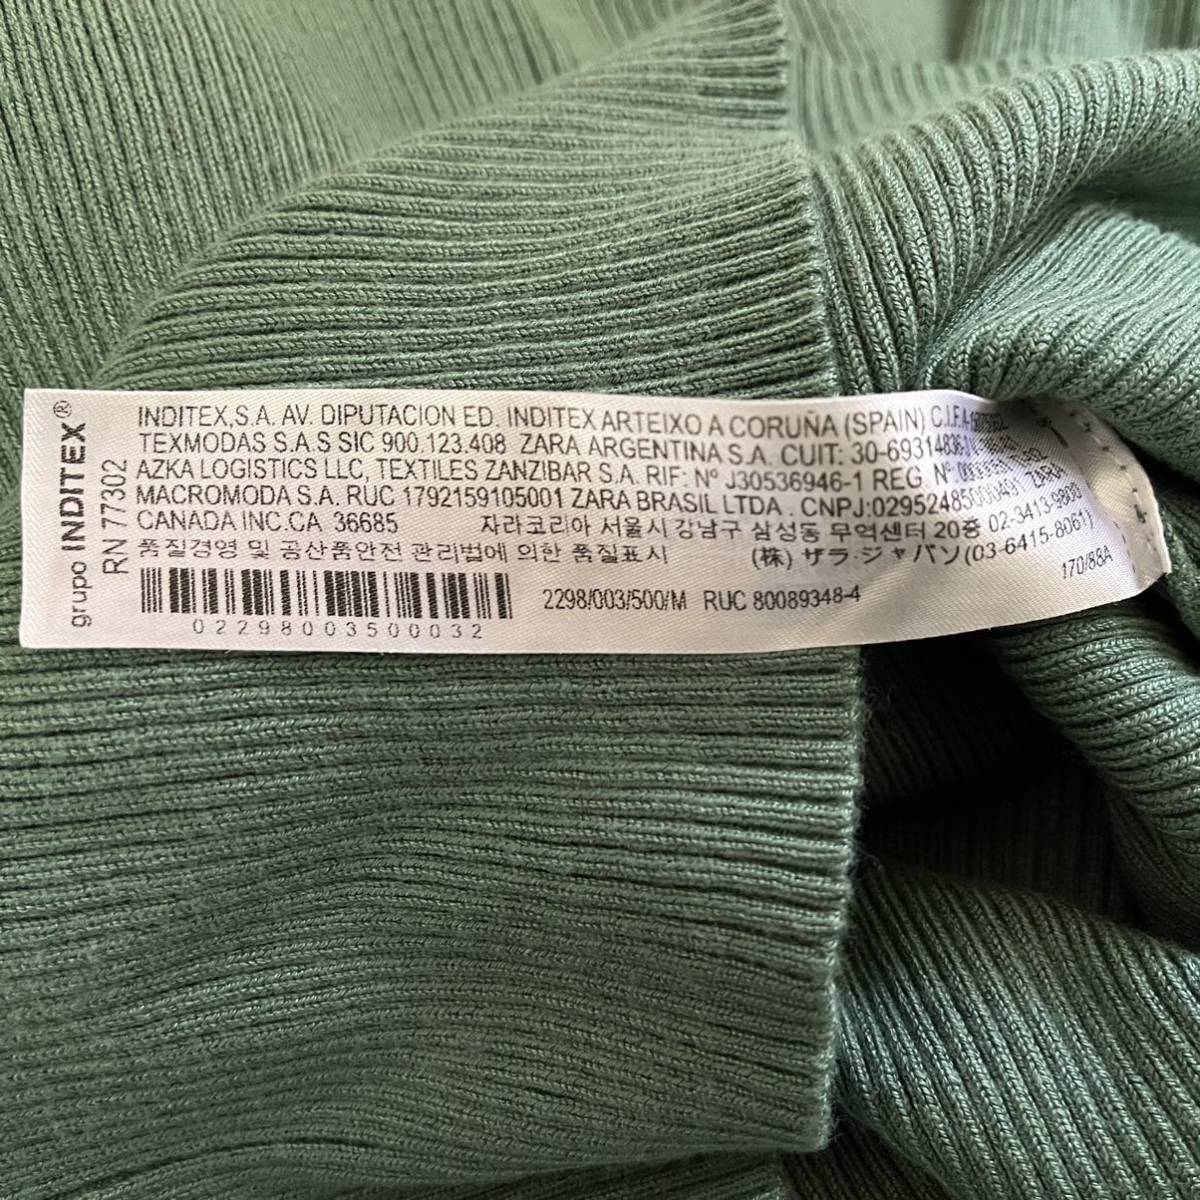 grupo INDITEX®
RN 77302
INDITEX,S.A. AV. DIPUTACION ED. INDITEX ARTEIXO A CORUÑA (SPAIN) C.I.F.
TEXMODAS S.A.S SIC 900.123.408 ZARA ARGENTINA S.A. CUIT: 30-69314836-
AZKA LOGISTICS LLC, TEXTILES ZANZIBAR S.A. RIF: Nº J30536946-1 REG. Nº
MACROMODA S.A. RUC 1792159105001 ZARA BRASIL LTDA. CNPJ: ZARA
CANADA INC.CA 36685 자라코리아 서울시 강남구 삼성동 무역센터 20층 02-3413-9800
품질경영 및 공산품안전 관리법에 의한 품질표시 (株) ザラ·ジャパン(03-6415-8061)
2298/003/500/M RUC 80089348-4 170/88A
02298003500032